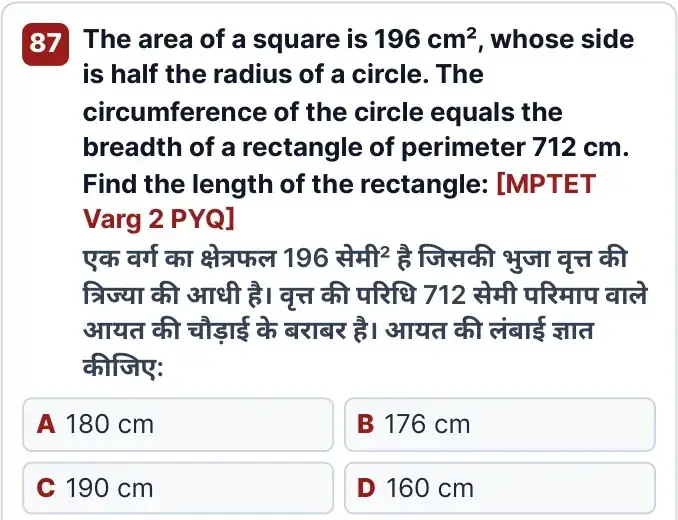 87 The area of a square is 196 cm², whose side
is half the radius of a circle. The
circumference of the circle equals the
breadth of a rectangle of perimeter 712 cm.
Find the length of the rectangle: [MPTET
Varg 2 PYQ]
एक वर्ग का क्षेत्रफल 196 सेमी² है जिसकी भुजा वृत्त की
त्रिज्या की आधी है। वृत्त की परिधि 712 सेमी परिमाप वाले
आयत की चौड़ाई के बराबर है। आयत की लंबाई ज्ञात
कीजिए:
A 180 cm B 176 cm
C 190 cm D 160 cm